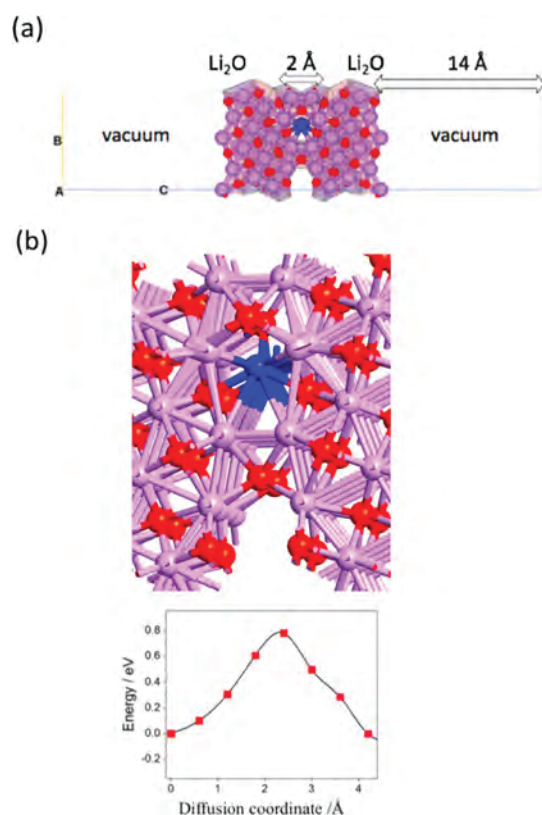 (a)
Li₂O 2 Å Li₂O 14 Å
B vacuum vacuum
A C
(b)
0.8
0.6
0.4
0.2
0.0
-0.2
Energy / eV
0 1 2 3 4
Diffusion coordinate /Å